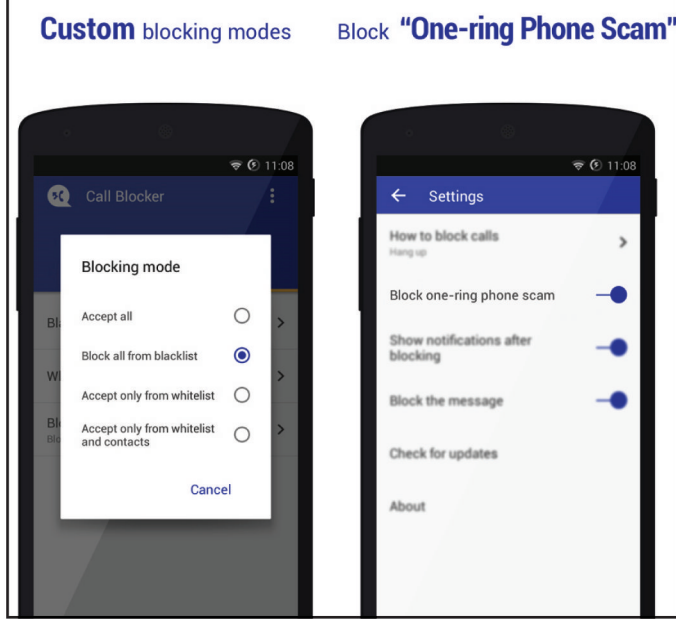 Custom blocking modes
Block "One-ring Phone Scam"
11:08
Call Blocker
Blocking mode
Accept all
Block all from blacklist
Accept only from whitelist
Accept only from whitelist
and contacts
Cancel
11:08
Settings
How to block calls
Hang up
Block one-ring phone scam
Show notifications after
blocking
Block the message
Check for updates
About